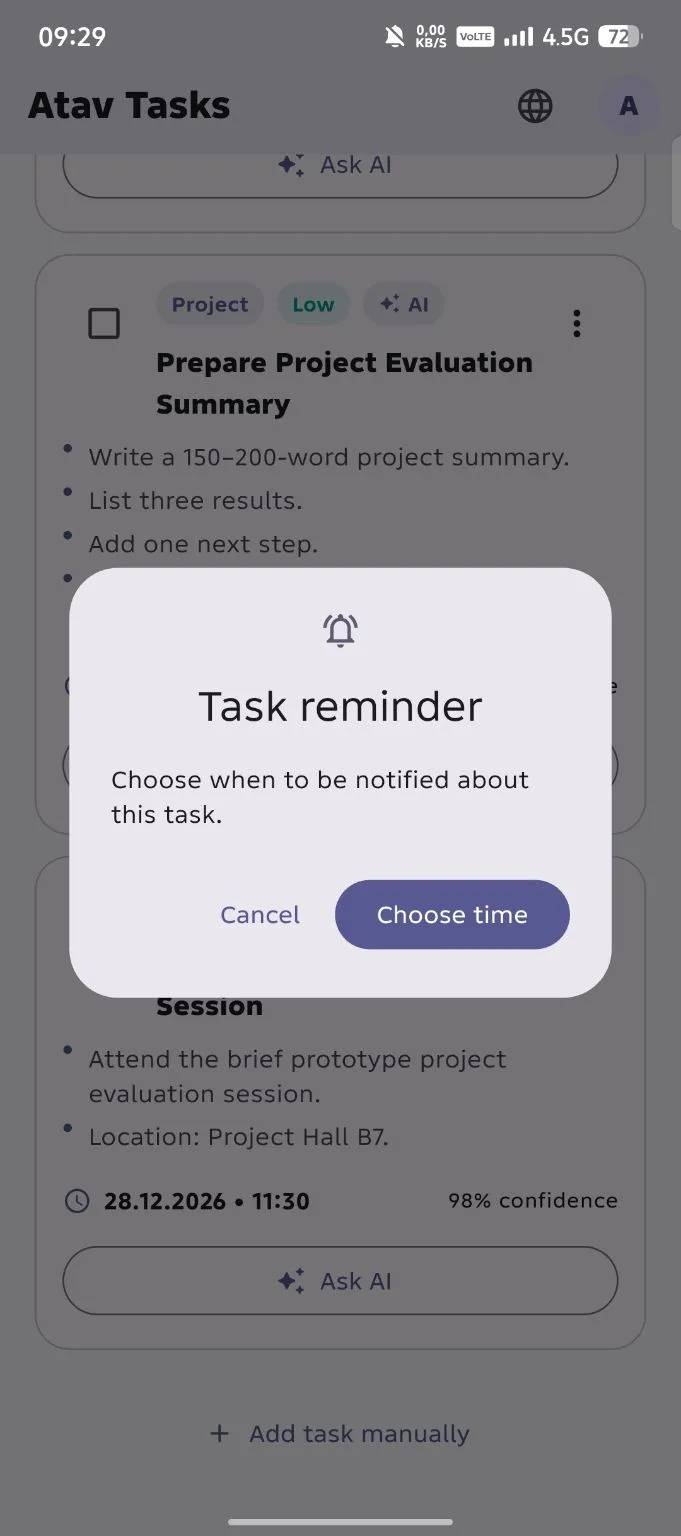 09:29
0,00 KB/S VoLTE 4.5G 72
Atav Tasks
A
Ask AI
Project Low AI
Prepare Project Evaluation
Summary
Write a 150–200-word project summary.
List three results.
Add one next step.
Task reminder
Choose when to be notified about
this task.
Cancel
Choose time
Session
Attend the brief prototype project
evaluation session.
Location: Project Hall B7.
28.12.2026 • 11:30
98% confidence
Ask AI
+ Add task manually